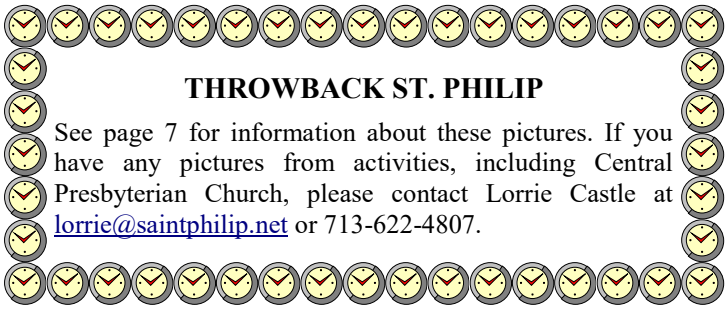 THROWBACK ST. PHILIP
See page 7 for information about these pictures. If you
have any pictures from activities, including Central
Presbyterian Church, please contact Lorrie Castle at
lorrie@saintphilip.net or 713-622-4807.